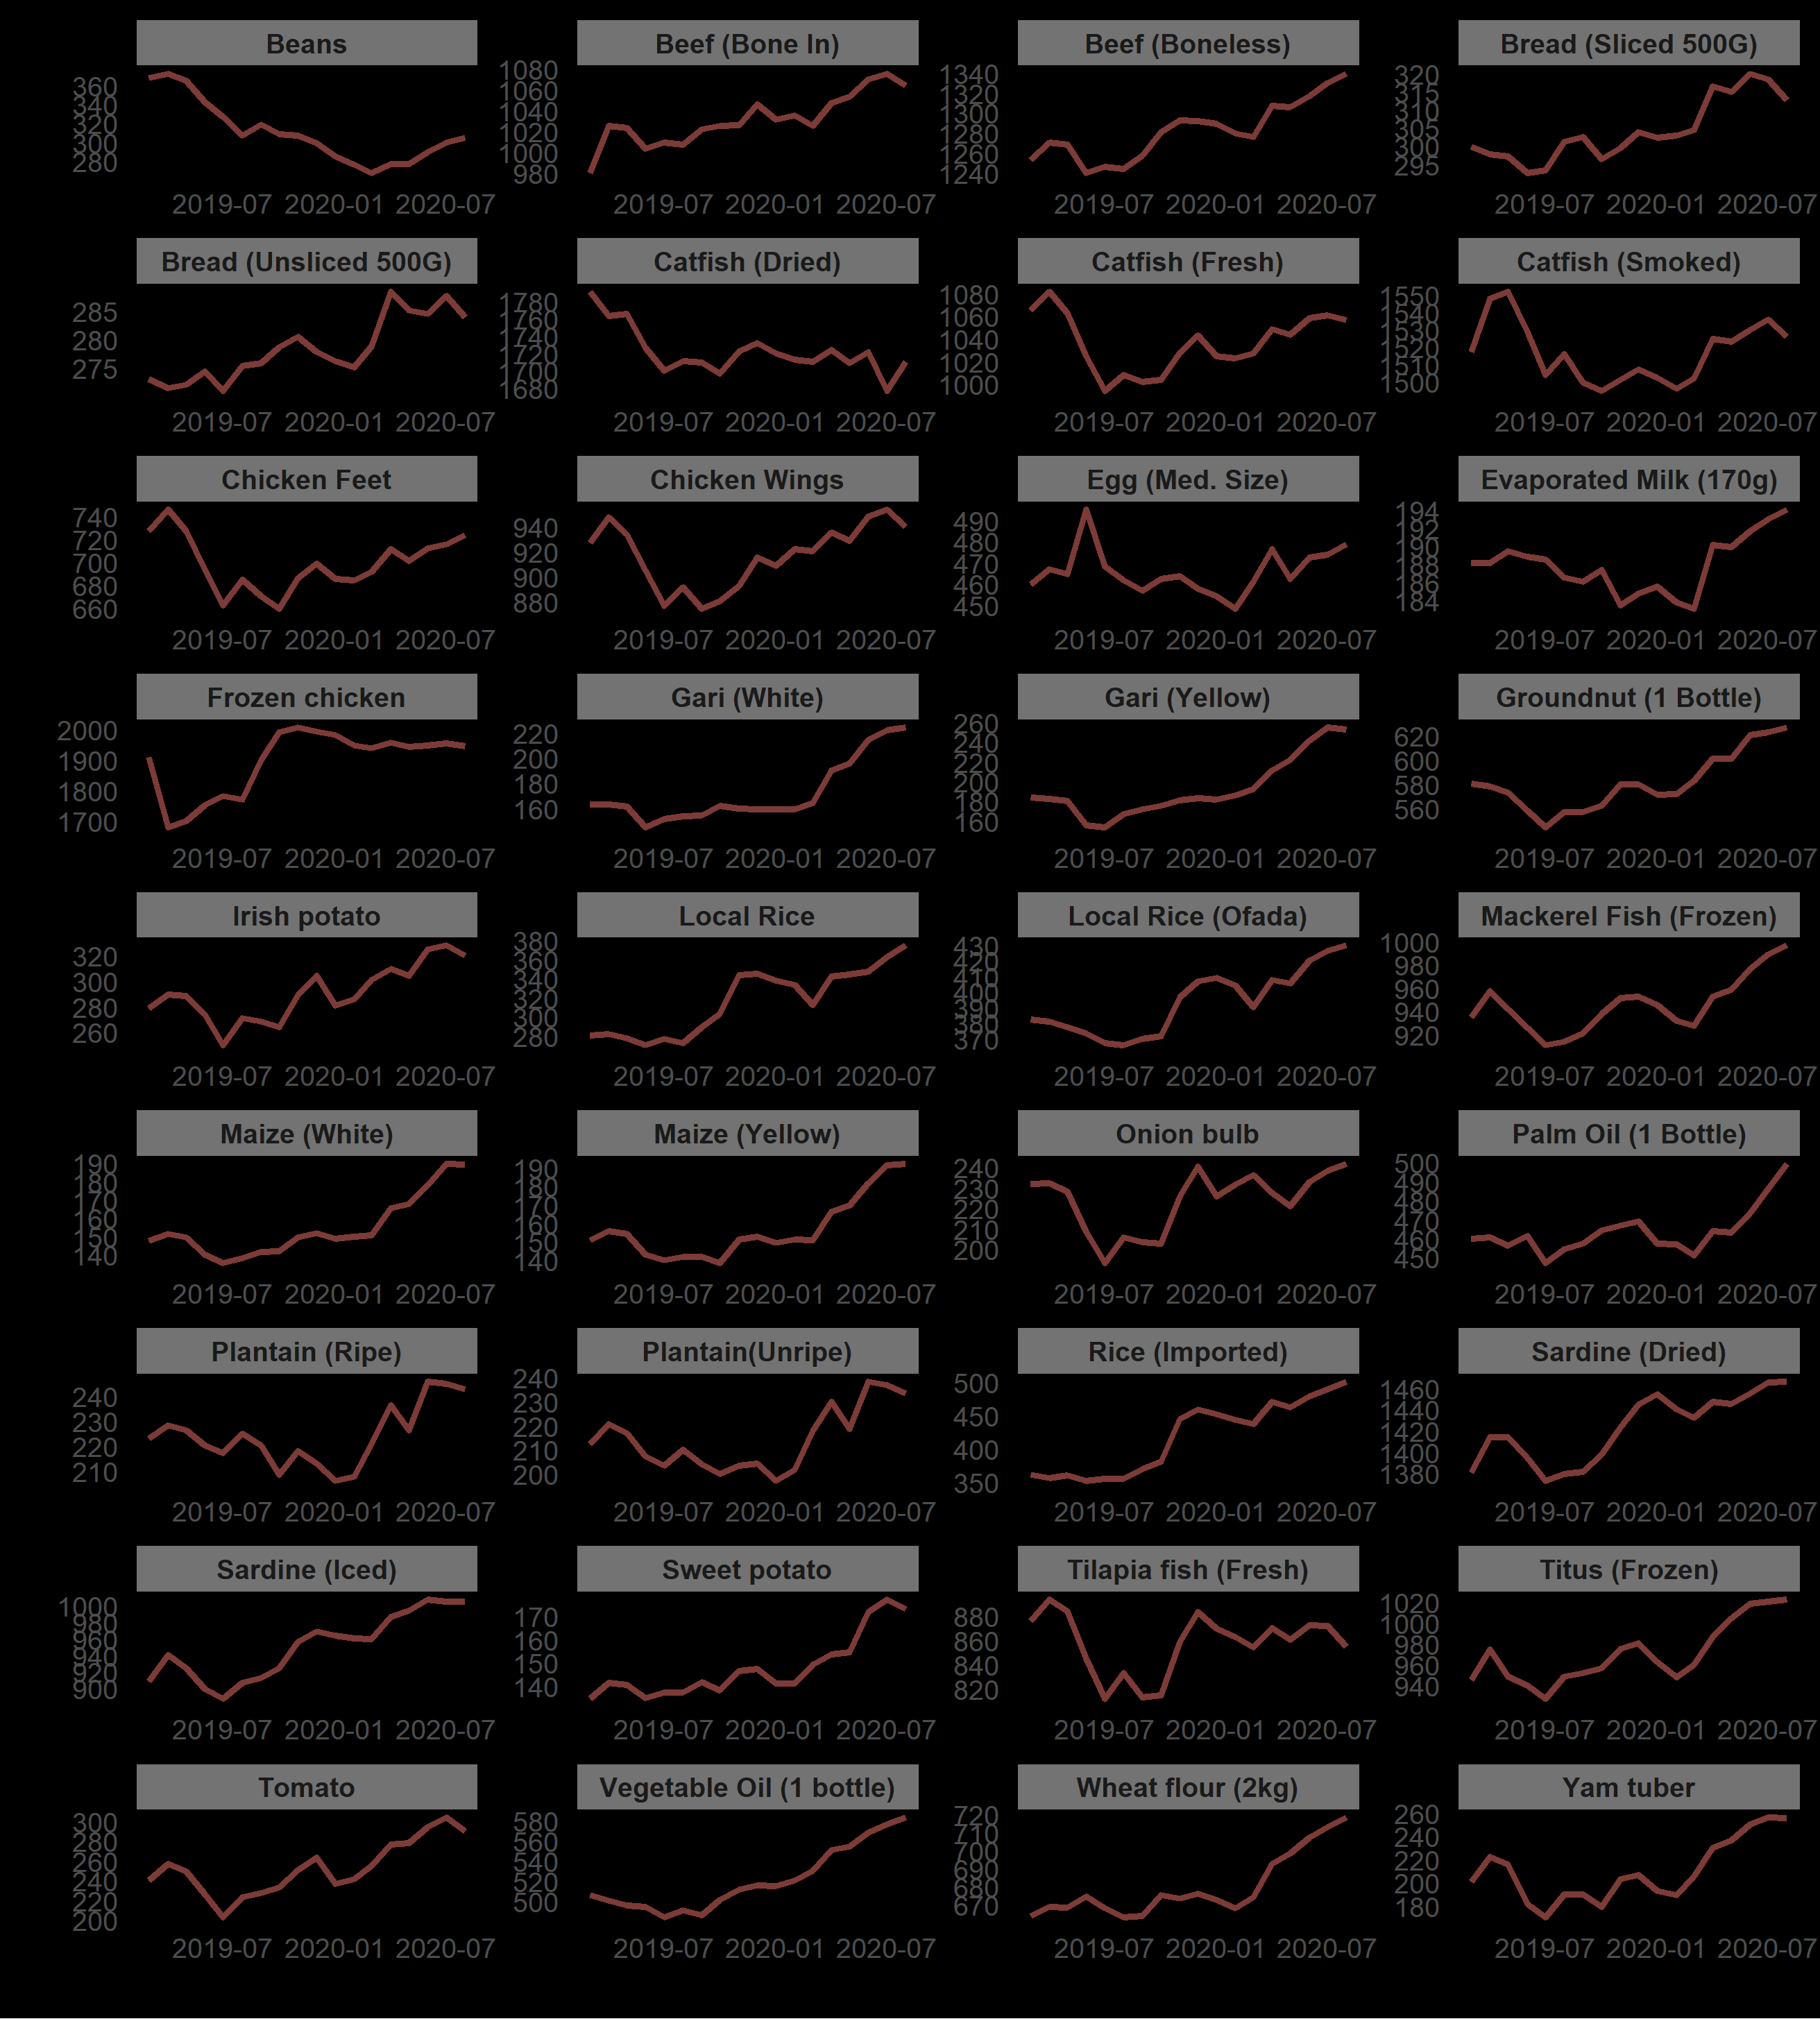 Beans
360
340
320
300
280
2019-07 2020-01 2020-07
Beef (Bone In)
1080
1060
1040
1020
1000
980
2019-07 2020-01 2020-07
Beef (Boneless)
1340
1320
1300
1280
1260
1240
2019-07 2020-01 2020-07
Bread (Sliced 500G)
320
315
310
305
300
295
2019-07 2020-01 2020-07
Bread (Unsliced 500G)
285
280
275
2019-07 2020-01 2020-07
Catfish (Dried)
1780
1760
1740
1720
1700
1680
2019-07 2020-01 2020-07
Catfish (Fresh)
1080
1060
1040
1020
1000
2019-07 2020-01 2020-07
Catfish (Smoked)
1550
1540
1530
1520
1510
1500
2019-07 2020-01 2020-07
Chicken Feet
740
720
700
680
660
2019-07 2020-01 2020-07
Chicken Wings
940
920
900
880
2019-07 2020-01 2020-07
Egg (Med. Size)
490
480
470
460
450
2019-07 2020-01 2020-07
Evaporated Milk (170g)
194
192
190
188
186
184
2019-07 2020-01 2020-07
Frozen chicken
2000
1900
1800
1700
2019-07 2020-01 2020-07
Gari (White)
220
200
180
160
2019-07 2020-01 2020-07
Gari (Yellow)
260
240
220
200
180
160
2019-07 2020-01 2020-07
Groundnut (1 Bottle)
620
600
580
560
2019-07 2020-01 2020-07
Irish potato
320
300
280
260
2019-07 2020-01 2020-07
Local Rice
380
360
340
320
300
280
2019-07 2020-01 2020-07
Local Rice (Ofada)
430
420
410
400
390
380
370
2019-07 2020-01 2020-07
Mackerel Fish (Frozen)
1000
980
960
940
920
2019-07 2020-01 2020-07
Maize (White)
190
180
170
160
150
140
2019-07 2020-01 2020-07
Maize (Yellow)
190
180
170
160
150
140
2019-07 2020-01 2020-07
Onion bulb
240
230
220
210
200
2019-07 2020-01 2020-07
Palm Oil (1 Bottle)
500
490
480
470
460
450
2019-07 2020-01 2020-07
Plantain (Ripe)
240
230
220
210
2019-07 2020-01 2020-07
Plantain(Unripe)
240
230
220
210
200
2019-07 2020-01 2020-07
Rice (Imported)
500
450
400
350
2019-07 2020-01 2020-07
Sardine (Dried)
1460
1440
1420
1400
1380
2019-07 2020-01 2020-07
Sardine (Iced)
1000
980
960
940
920
900
2019-07 2020-01 2020-07
Sweet potato
170
160
150
140
2019-07 2020-01 2020-07
Tilapia fish (Fresh)
880
860
840
820
2019-07 2020-01 2020-07
Titus (Frozen)
1020
1000
980
960
940
2019-07 2020-01 2020-07
Tomato
300
280
260
240
220
200
2019-07 2020-01 2020-07
Vegetable Oil (1 bottle)
580
560
540
520
500
2019-07 2020-01 2020-07
Wheat flour (2kg)
720
710
700
690
680
670
2019-07 2020-01 2020-07
Yam tuber
260
240
220
200
180
2019-07 2020-01 2020-07